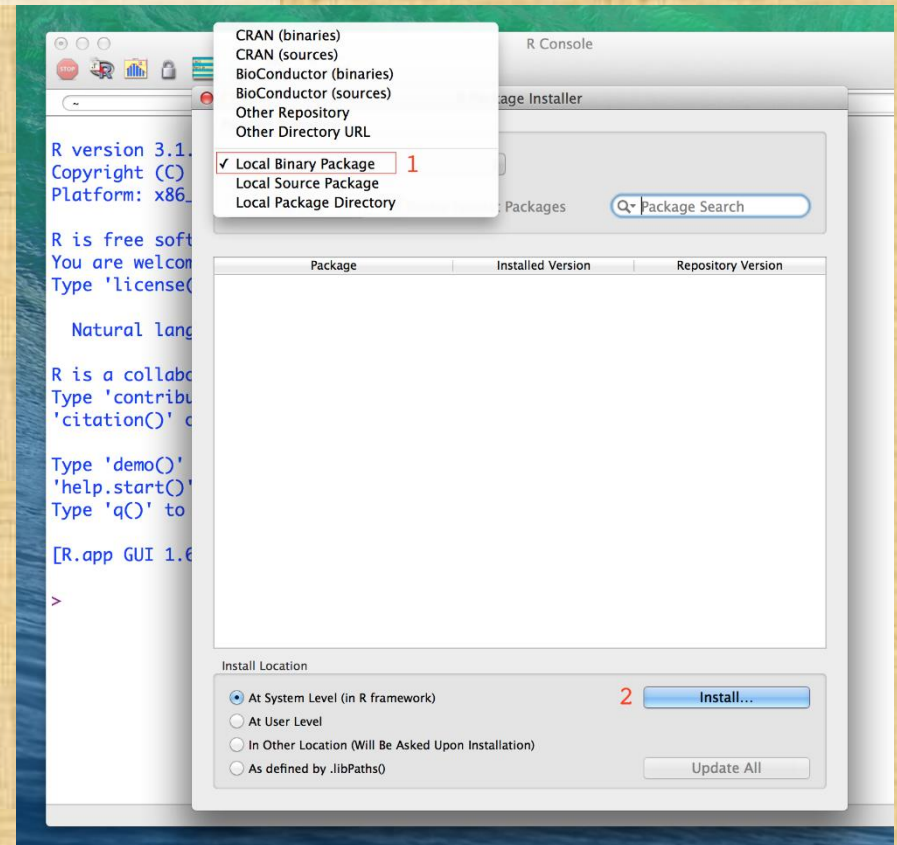 R Console
CRAN (binaries)
CRAN (sources)
BioConductor (binaries)
BioConductor (sources)
Other Repository
Other Directory URL
✓ Local Binary Package 1
Local Source Package
Local Package Directory
Installer
Packages
Package Search
Package Installed Version Repository Version
R version 3.1.
Copyright (C)
Platform: x86_
R is free soft
You are welcom
Type 'license(
Natural lang
R is a collabo
Type 'contribu
'citation()'
Type 'demo()'
'help.start()'
Type 'q()' to
[R.app GUI 1.6
>
Install Location
At System Level (in R framework)
2 Install...
At User Level
In Other Location (Will Be Asked Upon Installation)
As defined by .libPaths()
Update All